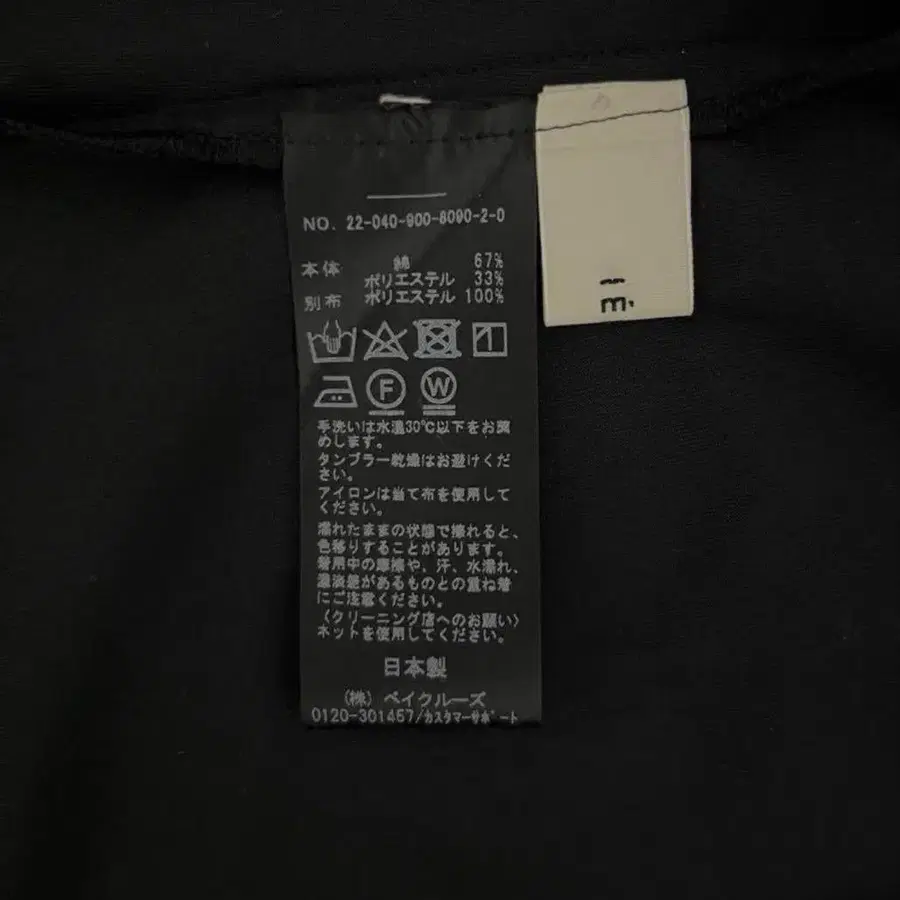 NO. 22-040-900-8090-2-0
本体 綿 67%
ポリエステル 33%
別布 ポリエステル 100%
F W
手洗いは水温30℃以下をお薦
めします。
タンブラー乾燥はお避けくだ
さい。
アイロンは当て布を使用して
ください。
濡れたままの状態で擦れると、
色移りすることがあります。
着用中の摩擦や、汗、水濡れ、
濃淡差があるものとの重ね着
にご注意ください。
〈クリーニング店へのお願い〉
ネットを使用してください。
日本製
(株) ベイクルーズ
0120-301457/カスタマーサポート